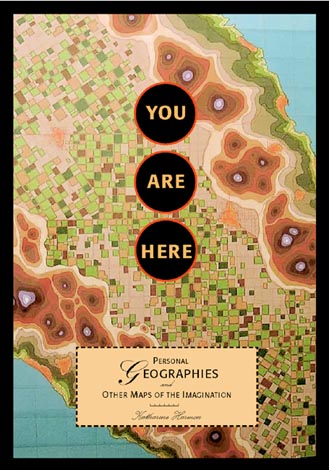 YOU
ARE
HERE
PERSONAL
GEOGRAPHIES
and
OTHER MAPS OF THE IMAGINATION
Katharine Harmon